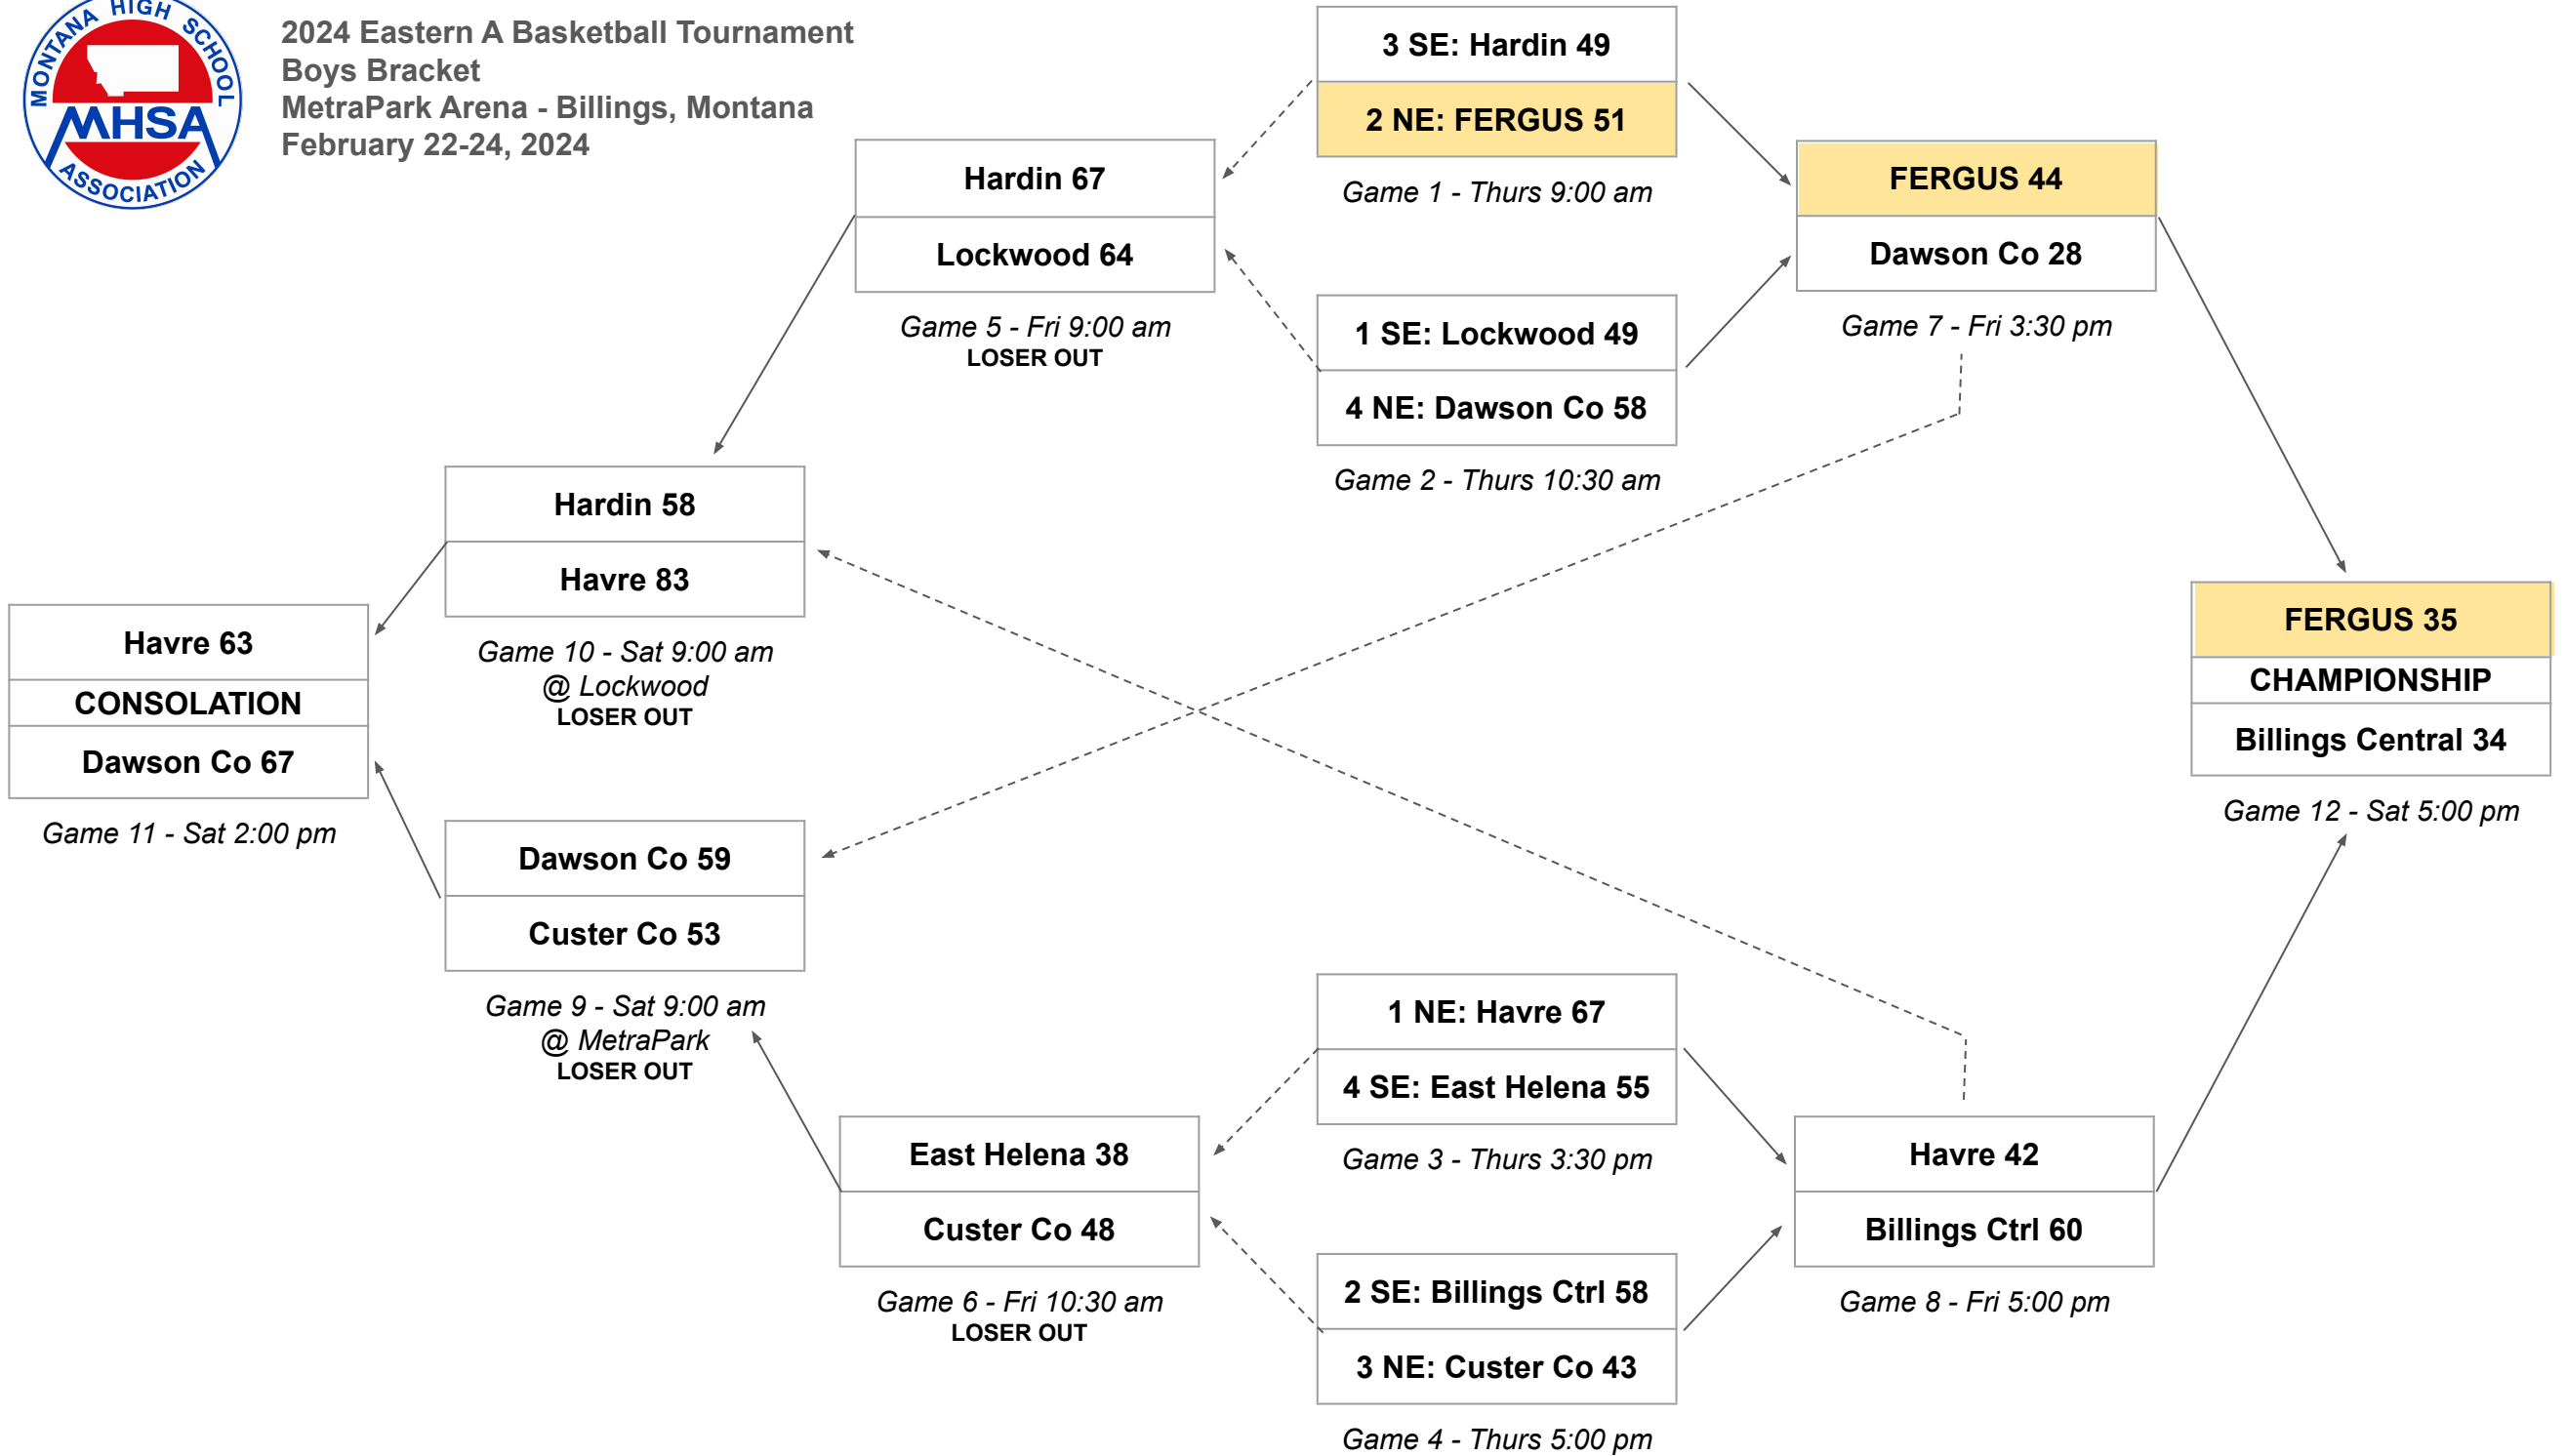 MONTANA HIGH SCHOOL
MHSA
ASSOCIATION
2024 Eastern A Basketball Tournament
Boys Bracket
MetraPark Arena - Billings, Montana
February 22-24, 2024
3 SE: Hardin 49
2 NE: FERGUS 51
Game 1 - Thurs 9:00 am
Hardin 67
Lockwood 64
Game 5 - Fri 9:00 am
LOSER OUT
FERGUS 44
Dawson Co 28
Game 7 - Fri 3:30 pm
1 SE: Lockwood 49
4 NE: Dawson Co 58
Game 2 - Thurs 10:30 am
Hardin 58
Havre 83
Game 10 - Sat 9:00 am
@ Lockwood
LOSER OUT
Havre 63
CONSOLATION
Dawson Co 67
Game 11 - Sat 2:00 pm
FERGUS 35
CHAMPIONSHIP
Billings Central 34
Game 12 - Sat 5:00 pm
Dawson Co 59
Custer Co 53
Game 9 - Sat 9:00 am
@ MetraPark
LOSER OUT
1 NE: Havre 67
4 SE: East Helena 55
Game 3 - Thurs 3:30 pm
East Helena 38
Custer Co 48
Game 6 - Fri 10:30 am
LOSER OUT
Havre 42
Billings Ctrl 60
Game 8 - Fri 5:00 pm
2 SE: Billings Ctrl 58
3 NE: Custer Co 43
Game 4 - Thurs 5:00 pm